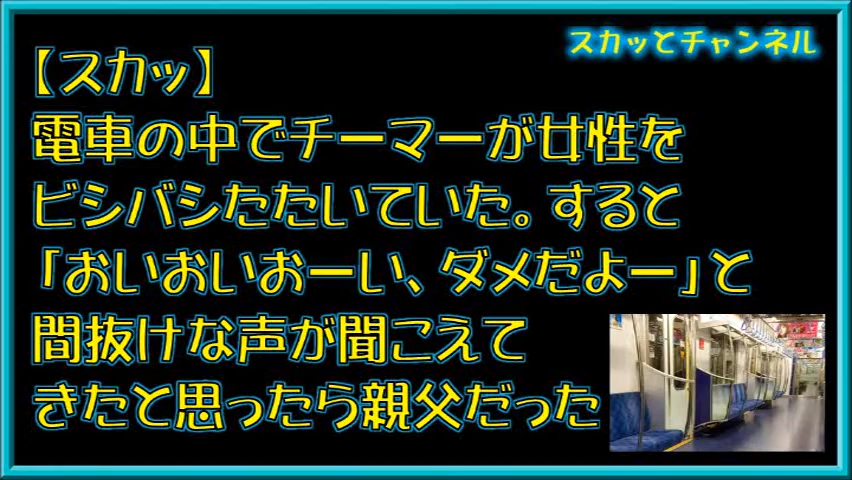 スカッとチャンネル
【スカッ】
電車の中でチーマーが女性を
ビシバシたたいていた。すると
「おいおいおーい、ダメだよー」と
間抜けな声が聞こえて
きたと思ったら親父だった